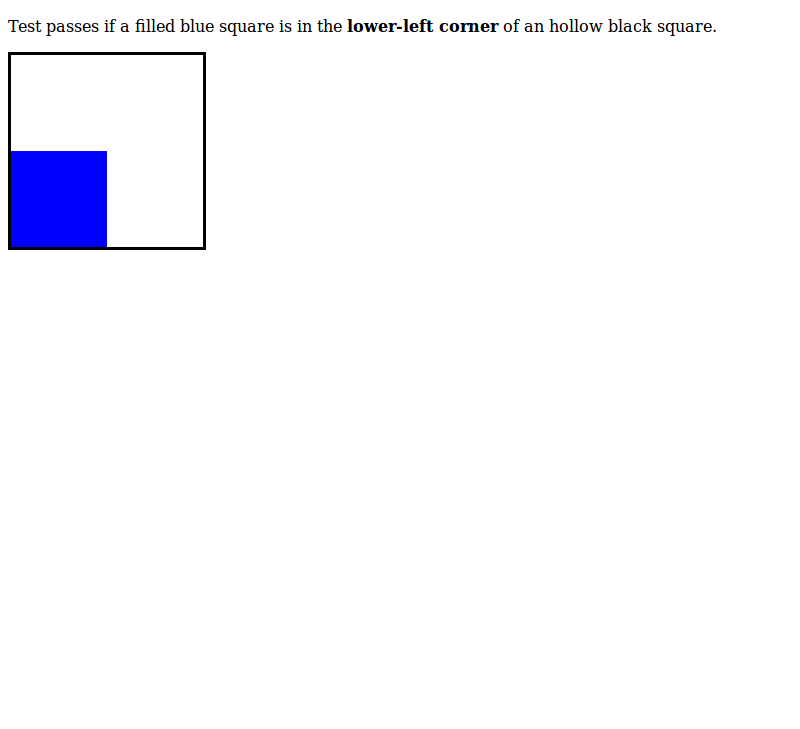 Test passes if a filled blue square is in the lower-left corner of an hollow black square.